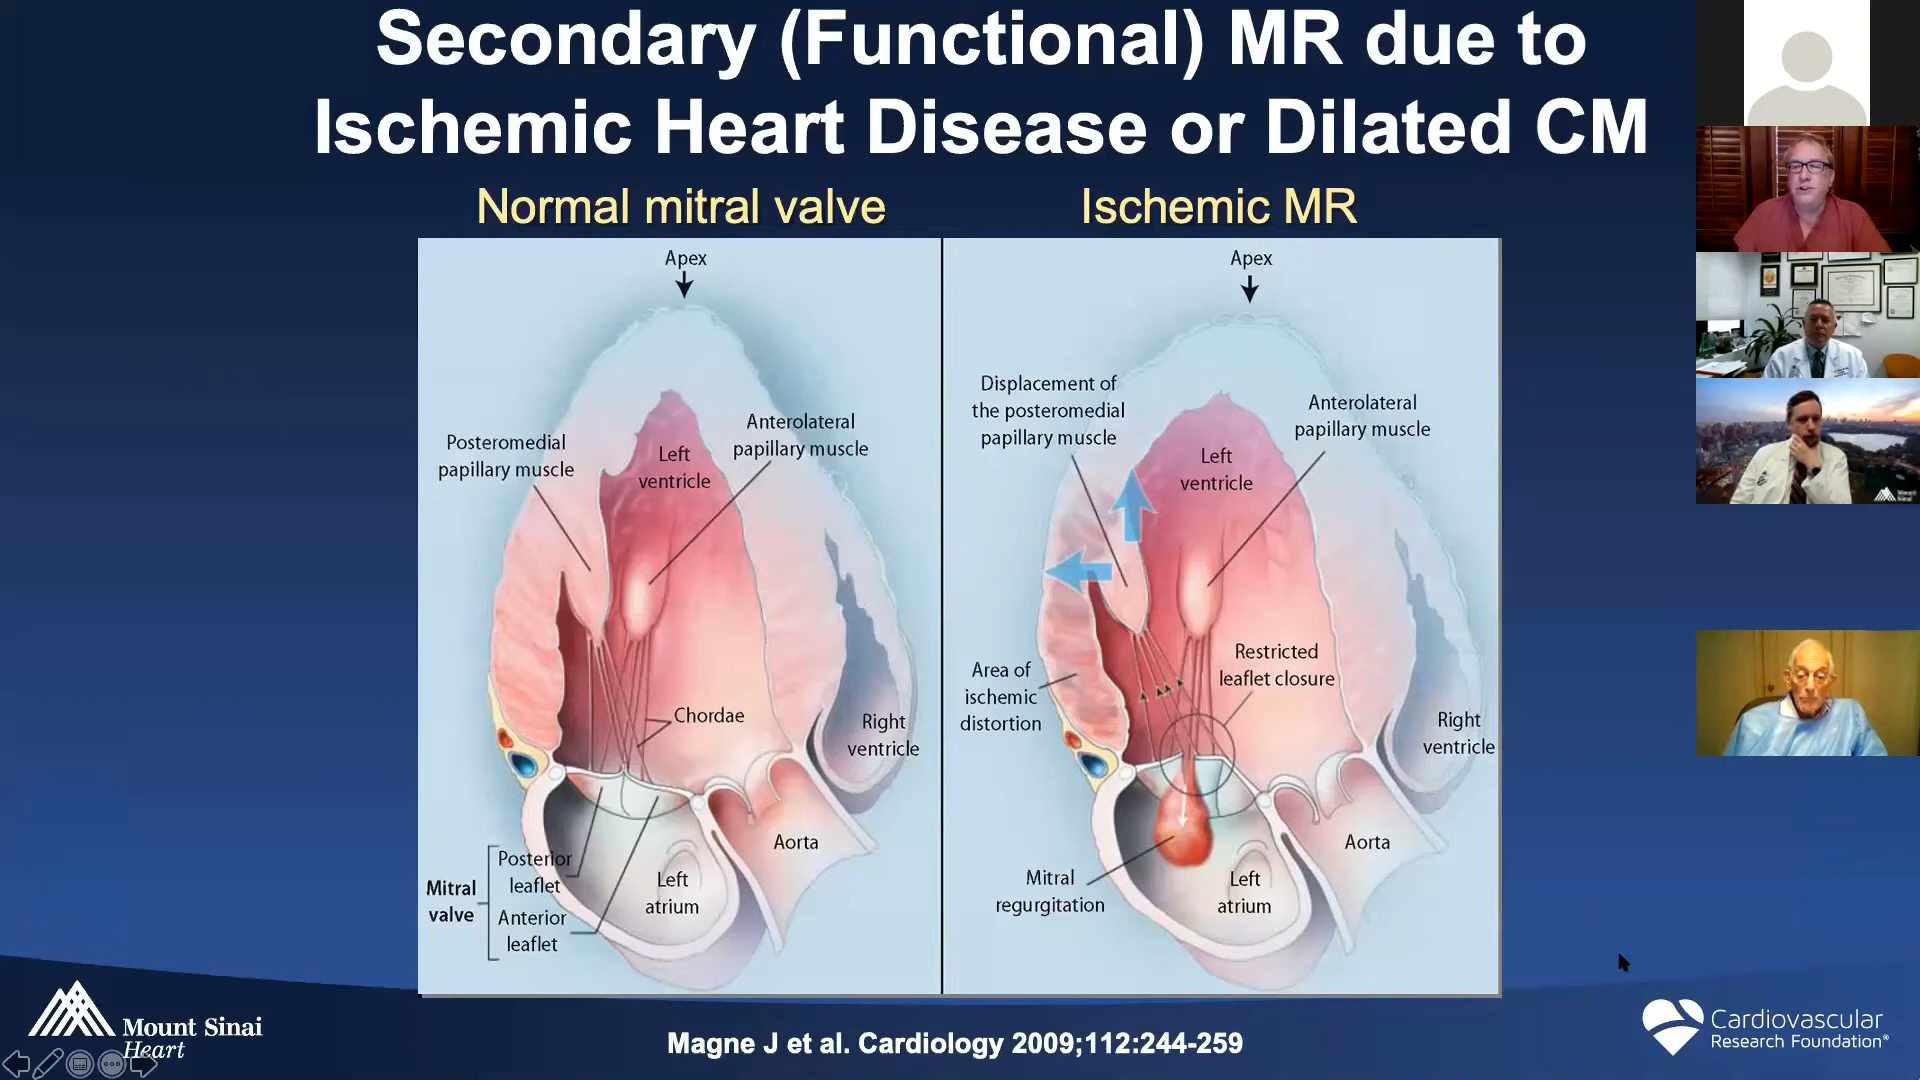 Secondary (Functional) MR due to
Ischemic Heart Disease or Dilated CM
Normal mitral valve
Ischemic MR
Apex
Posteromedial
papillary muscle
Left
ventricle
Anterolateral
papillary muscle
Chordae
Right
ventricle
Aorta
Mitral
valve
Posterior
leaflet
Anterior
leaflet
Left
atrium
Apex
Displacement of
the posteromedial
papillary muscle
Left
ventricle
Anterolateral
papillary muscle
Area of
ischemic
distortion
Restricted
leaflet closure
Right
ventricle
Mitral
regurgitation
Left
atrium
Aorta
Mount
Sinai
Mount Sinai
Heart
Magne J et al. Cardiology 2009;112:244-259
Cardiovascular
Research Foundation®